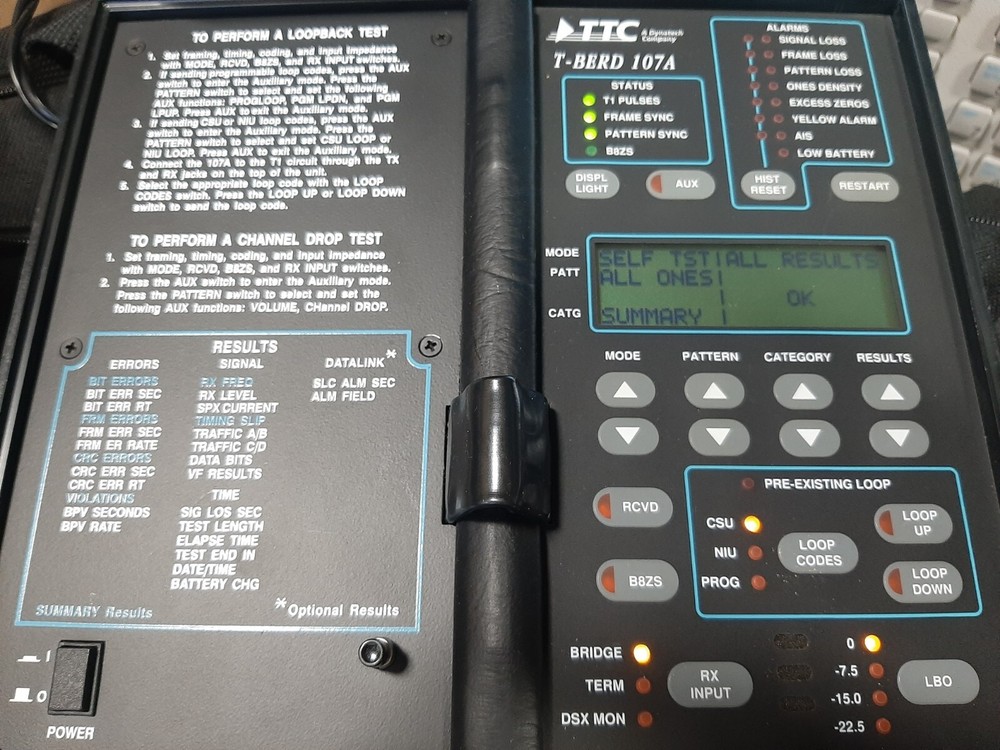 TO PERFORM A LOOPBACK TEST
1. Set framing, timing, coding, and input impedance
with MODE, RCVD, B8ZS, and RX INPUT switches.
2. If sending programmable loop codes, press the AUX
switch to enter the Auxiliary mode. Press the
PATTERN switch to select and set the following
AUX functions: PROGLOOP, PGM LPDN, and PGM
LPUP. Press AUX to exit the Auxiliary mode.
3. If sending CSU or NIU loop codes, press the AUX
switch to enter the Auxiliary mode. Press the
PATTERN switch to select and set CSU LOOP or
NIU LOOP. Press AUX to exit the Auxiliary mode.
4. Connect the 107A to the T1 circuit through the TX
and RX jacks on the top of the unit.
5. Select the appropriate loop code with the LOOP
CODES switch. Press the LOOP UP or LOOP DOWN
switch to send the loop code.
TO PERFORM A CHANNEL DROP TEST
1. Set framing, timing, coding, and input impedance
with MODE, RCVD, B8ZS, and RX INPUT switches.
2. Press the AUX switch to enter the Auxiliary mode.
Press the PATTERN switch to select and set the
following AUX functions: VOLUME, CHannel DROP.
RESULTS
ERRORS
BIT ERRORS
BIT ERR SEC
BIT ERR RT
FRM ERRORS
FRM ERR SEC
FRM ER RATE
CRC ERRORS
CRC ERR SEC
CRC ERR RT
VIOLATIONS
BPV SECONDS
BPV RATE
SIGNAL
RX FREQ
RX LEVEL
SPX CURRENT
TIMING SLIP
TRAFFIC A/B
TRAFFIC C/D
DATA BITS
VF RESULTS
TIME
SIG LOS SEC
TEST LENGTH
ELAPSE TIME
TEST END IN
DATE/TIME
BATTERY CHG
DATALINK*
SLC ALM SEC
ALM FIELD
SUMMARY Results
*Optional Results
1
0
POWER
TTC
A Dynatech
Company
T-BERD 107A
STATUS
T1 PULSES
FRAME SYNC
PATTERN SYNC
B8ZS
ALARMS
SIGNAL LOSS
FRAME LOSS
PATTERN LOSS
ONES DENSITY
EXCESS ZEROS
YELLOW ALARM
AIS
LOW BATTERY
DISPL
LIGHT
AUX
HIST
RESET
RESTART
MODE
PATT
CATG
SELF TST|ALL RESULTS
ALL ONES|
| OK
SUMMARY |
MODE
PATTERN
CATEGORY
RESULTS
RCVD
B8ZS
PRE-EXISTING LOOP
CSU
NIU
PROG
LOOP
CODES
LOOP
UP
LOOP
DOWN
BRIDGE
TERM
DSX MON
RX
INPUT
0
-7.5
-15.0
-22.5
LBO